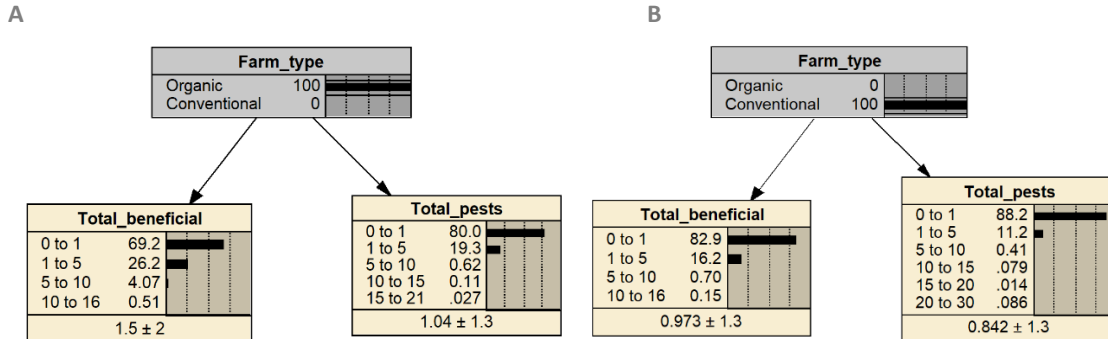 A
Farm_type
Organic 100
Conventional 0
Total_beneficial
0 to 1 69.2
1 to 5 26.2
5 to 10 4.07
10 to 16 0.51
1.5 ± 2
Total_pests
0 to 1 80.0
1 to 5 19.3
5 to 10 0.62
10 to 15 0.11
15 to 21 .027
1.04 ± 1.3
B
Farm_type
Organic 0
Conventional 100
Total_beneficial
0 to 1 82.9
1 to 5 16.2
5 to 10 0.70
10 to 16 0.15
0.973 ± 1.3
Total_pests
0 to 1 88.2
1 to 5 11.2
5 to 10 0.41
10 to 15 .079
15 to 20 .014
20 to 30 .086
0.842 ± 1.3